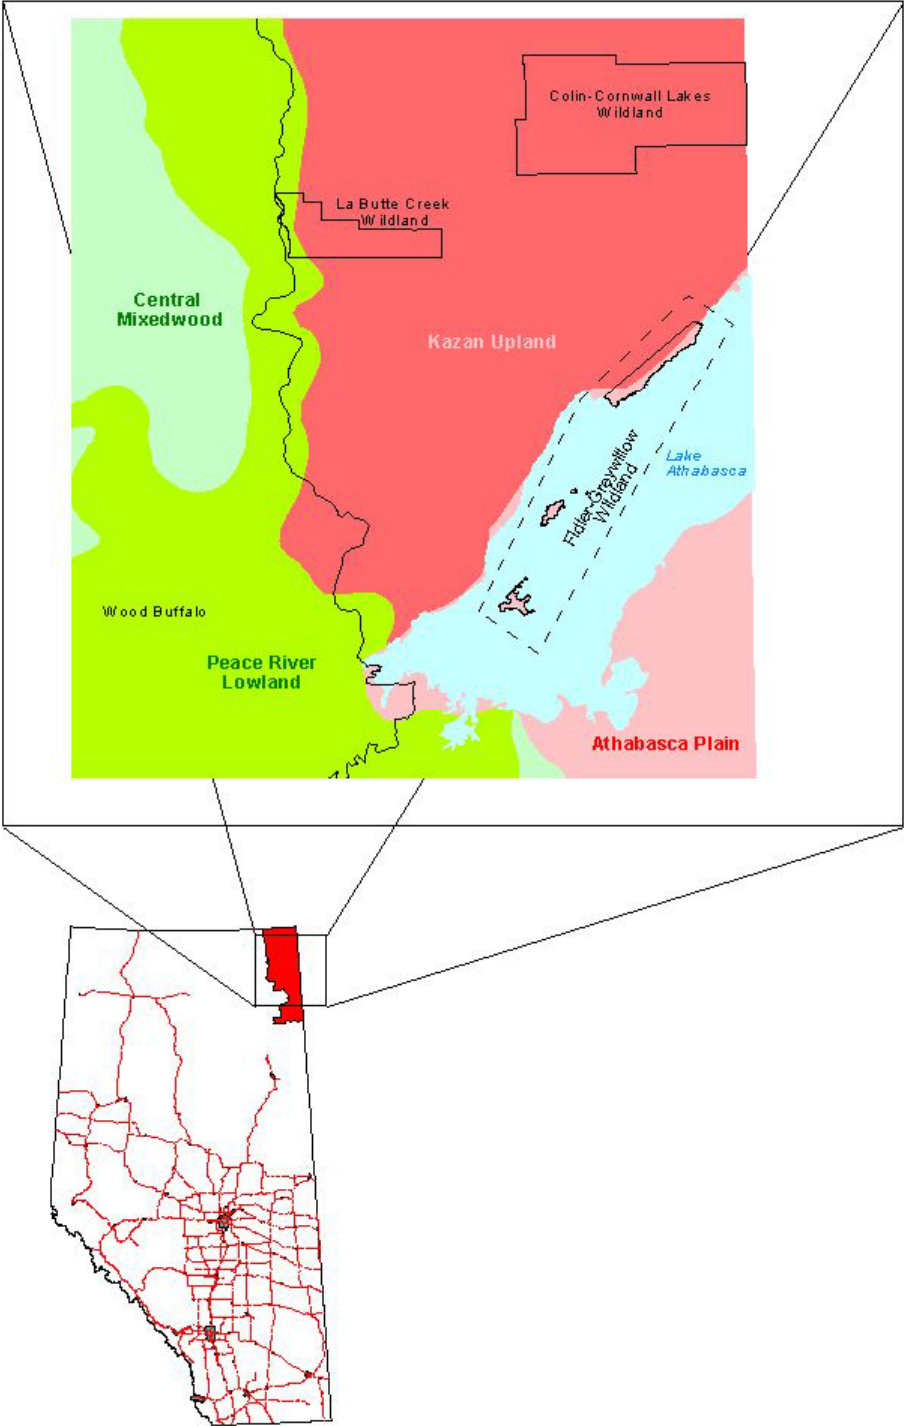 Colin-Cornwall Lakes
Wildland
La Butte Creek
Wildland
Central
Mixedwood
Kazan Upland
Lake
Athabasca
Fidler-Greywillow
Wildland
Wood Buffalo
Peace River
Lowland
Athabasca Plain